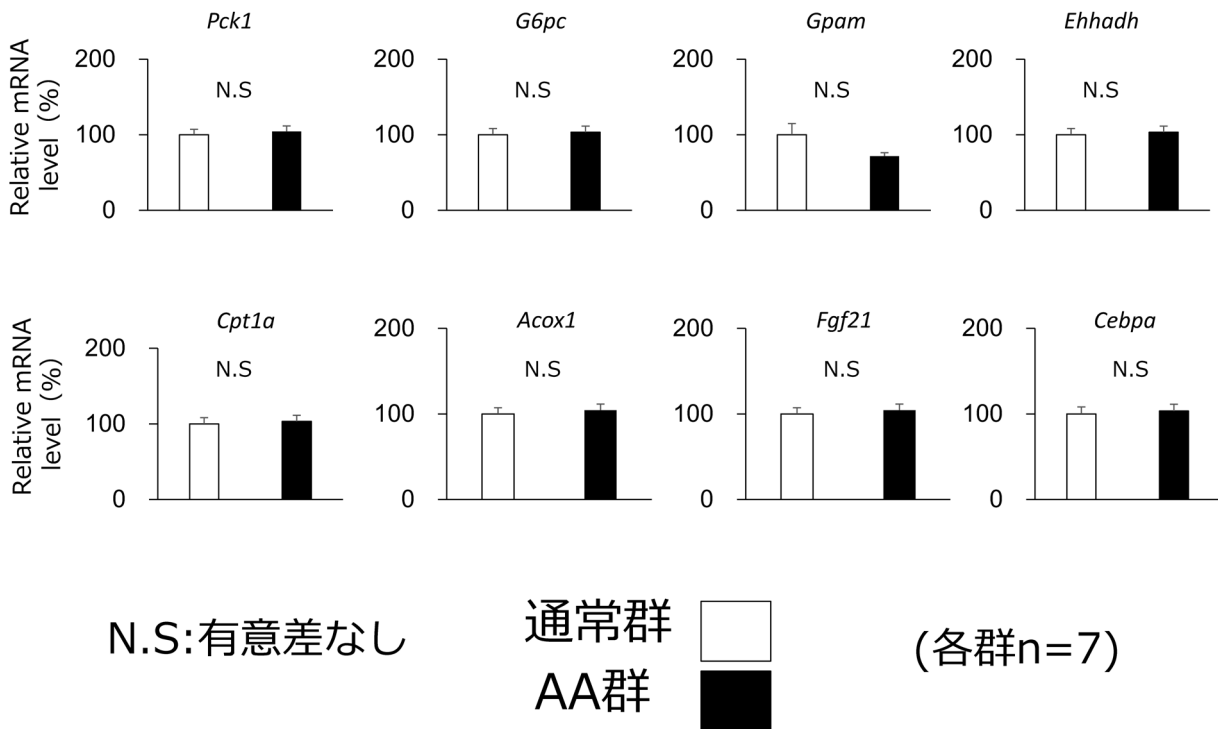 Pck1
G6pc
Gpam
Ehhadh
Relative mRNA
level (%)
200
100
0
N.S
200
100
0
N.S
200
100
0
N.S
200
100
0
N.S
Cpt1a
Acox1
Fgf21
Cebpa
Relative mRNA
level (%)
200
100
0
N.S
200
100
0
N.S
200
100
0
N.S
200
100
0
N.S
N.S:有意差なし
通常群
AA群
(各群n=7)